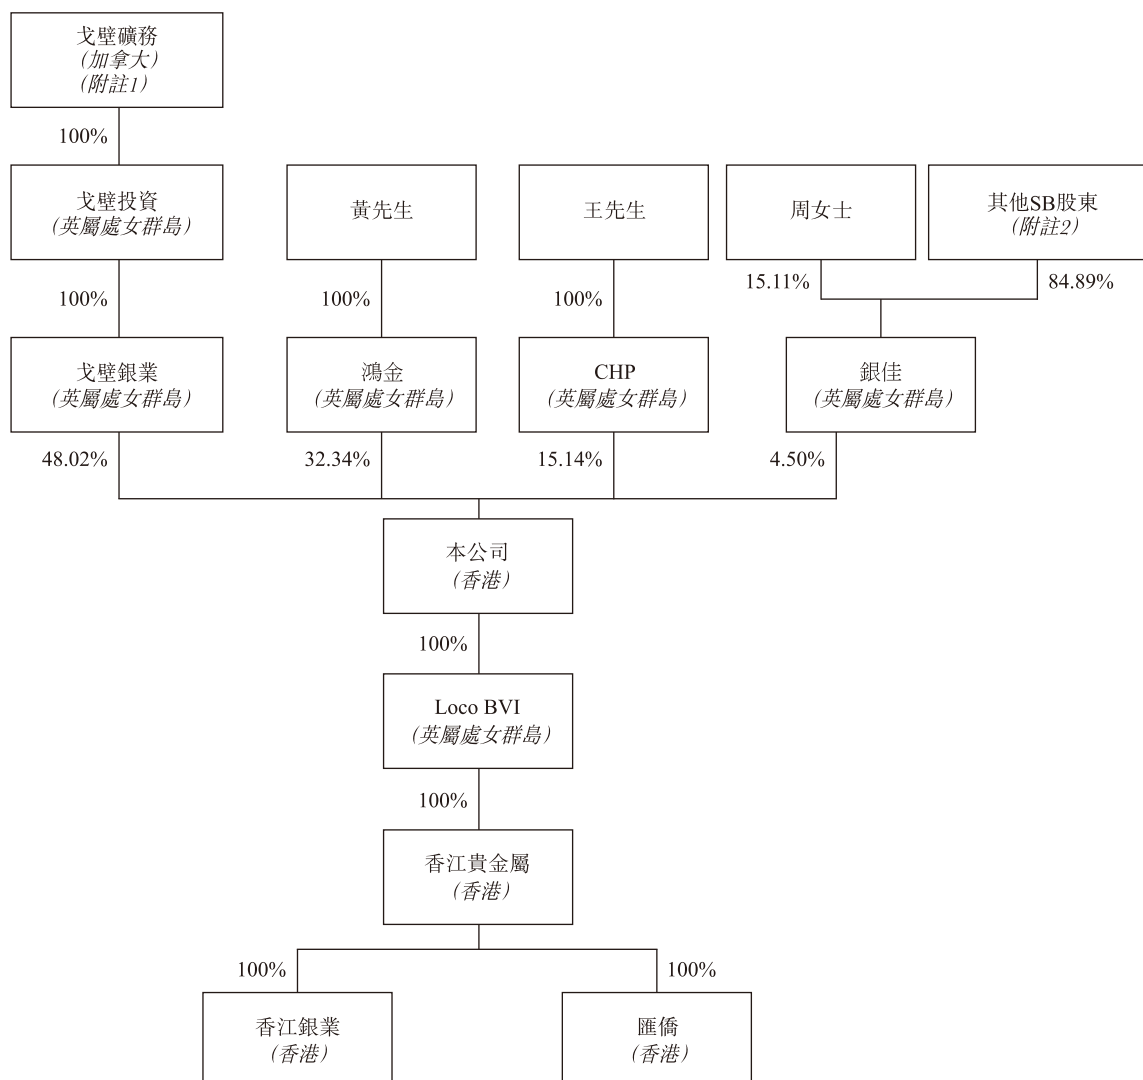 戈壁礦務
（加拿大）
（附註1）
100%
戈壁投資
（英屬處女群島）
黃先生
王先生
周女士
其他SB股東
（附註2）
100%
100%
100%
15.11%
84.89%
戈壁銀業
（英屬處女群島）
鴻金
（英屬處女群島）
CHP
（英屬處女群島）
銀佳
（英屬處女群島）
48.02%
32.34%
15.14%
4.50%
本公司
（香港）
100%
Loco BVI
（英屬處女群島）
100%
香江貴金屬
（香港）
100%
100%
香江銀業
（香港）
匯僑
（香港）